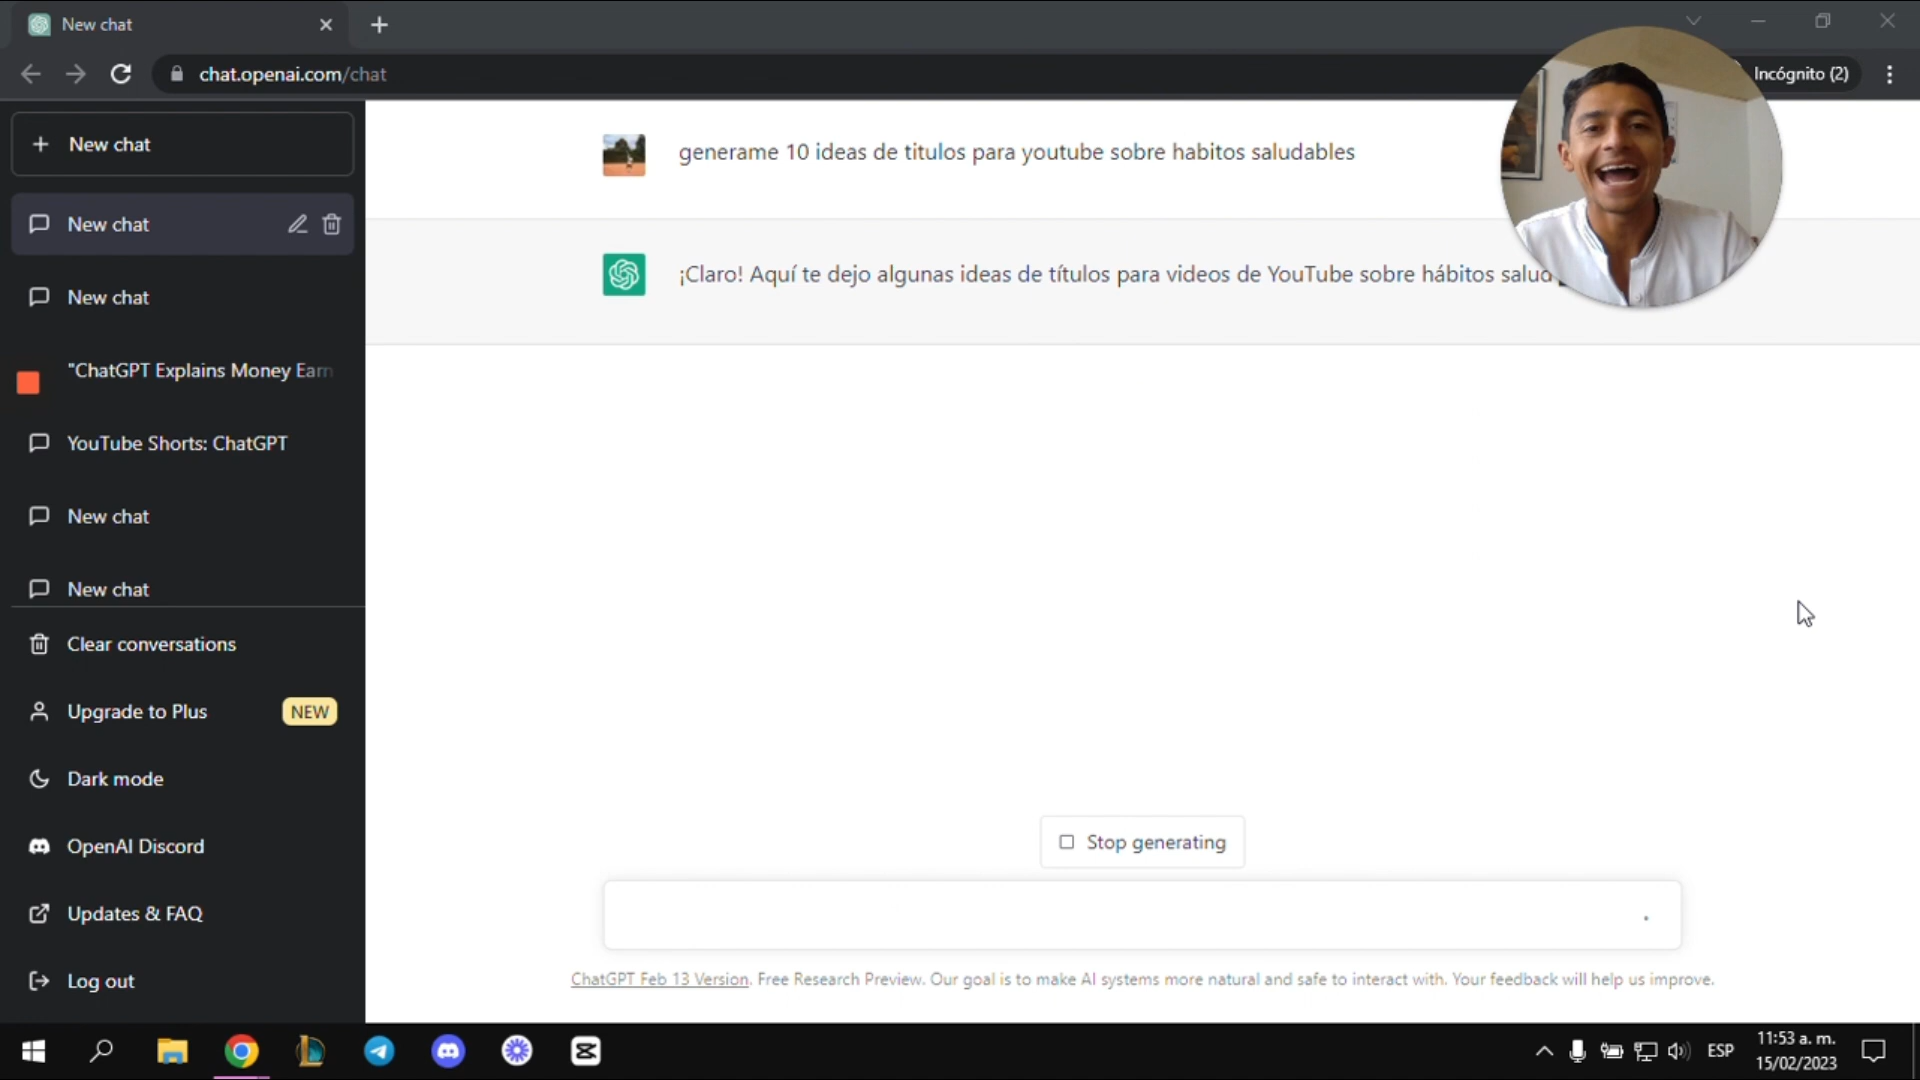 New chat
chat.openai.com/chat
Incógnito (2)
New chat
New chat
New chat
"ChatGPT Explains Money Earn
YouTube Shorts: ChatGPT
New chat
New chat
Clear conversations
Upgrade to Plus NEW
Dark mode
OpenAI Discord
Updates & FAQ
Log out
generame 10 ideas de titulos para youtube sobre habitos saludables
¡Claro! Aquí te dejo algunas ideas de títulos para videos de YouTube sobre hábitos salud
Stop generating
ChatGPT Feb 13 Version. Free Research Preview. Our goal is to make AI systems more natural and safe to interact with. Your feedback will help us improve.
ESP
11:53 a. m.
15/02/2023